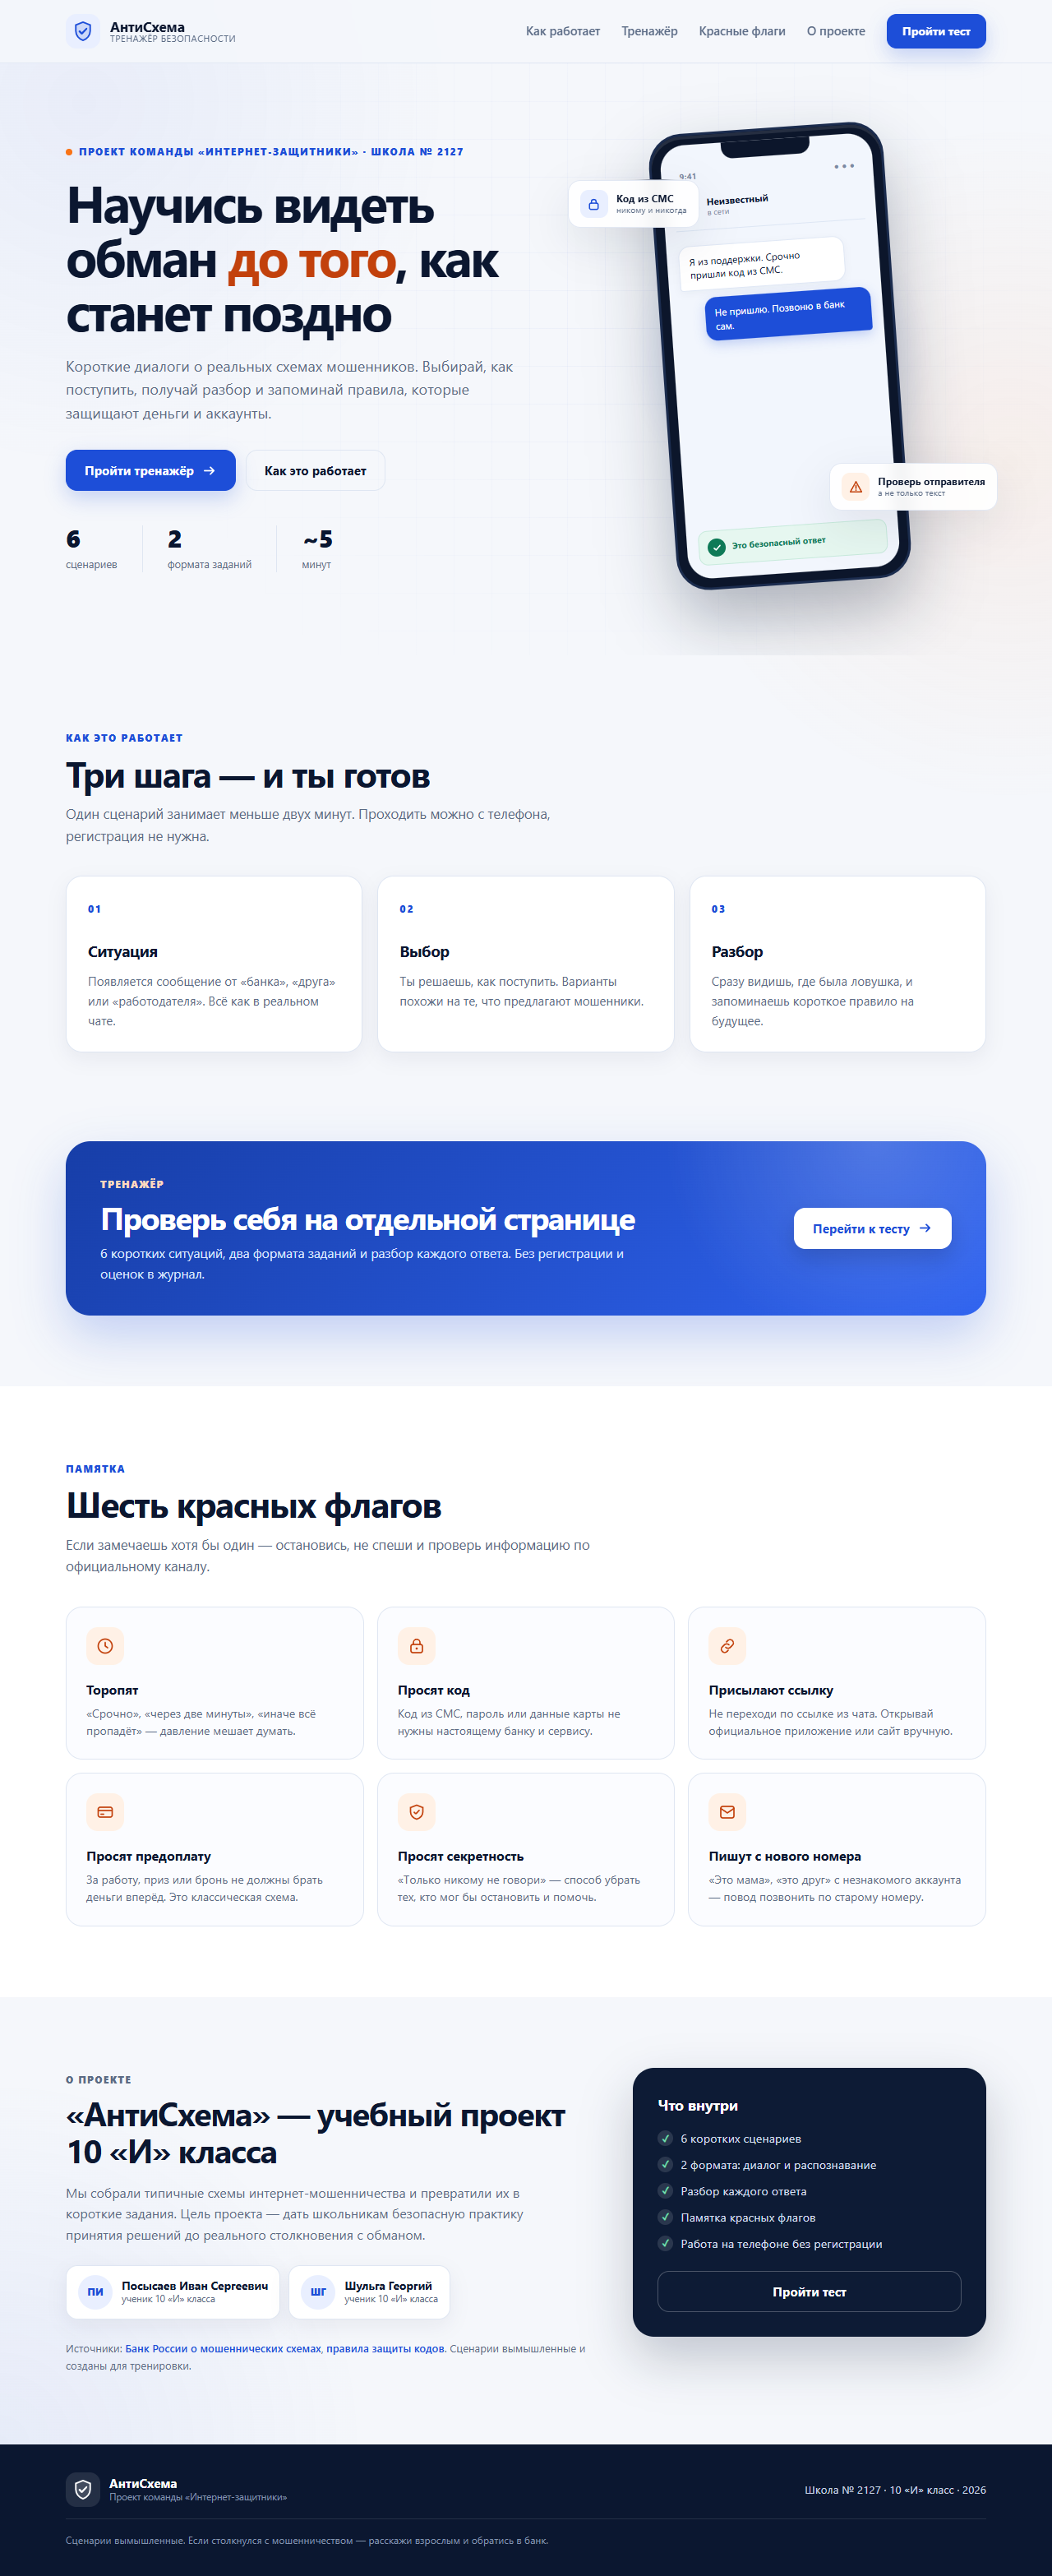 АнтиСхема
ТРЕНАЖЁР БЕЗОПАСНОСТИ
Как работает
Тренажёр
Красные флаги
О проекте
Пройти тест
ПРОЕКТ КОМАНДЫ «ИНТЕРНЕТ-ЗАЩИТНИКИ» · ШКОЛА № 2127
Научись видеть
обман до того, как
станет поздно
Короткие диалоги о реальных схемах мошенников. Выбирай, как
поступить, получай разбор и запоминай правила, которые
защищают деньги и аккаунты.
Пройти тренажёр →
Как это работает
6
сценариев
2
формата заданий
~5
минут
9:41
Код из СМС
никому и никогда
Неизвестный
в сети
Я из поддержки. Срочно
пришли код из СМС.
Не пришлю. Позвоню в банк
сам.
Проверь отправителя
а не только текст
Это безопасный ответ
КАК ЭТО РАБОТАЕТ
Три шага — и ты готов
Один сценарий занимает меньше двух минут. Проходить можно с телефона,
регистрация не нужна.
01
Ситуация
Появляется сообщение от «банка», «друга»
или «работодателя». Всё как в реальном
чате.
02
Выбор
Ты решаешь, как поступить. Варианты
похожи на те, что предлагают мошенники.
03
Разбор
Сразу видишь, где была ловушка, и
запоминаешь короткое правило на
будущее.
ТРЕНАЖЁР
Проверь себя на отдельной странице
6 коротких ситуаций, два формата заданий и разбор каждого ответа. Без регистрации и
оценок в журнал.
Перейти к тесту →
ПАМЯТКА
Шесть красных флагов
Если замечаешь хотя бы один — остановись, не спеши и проверь информацию по
официальному каналу.
Торопят
«Срочно», «через две минуты», «иначе всё
пропадёт» — давление мешает думать.
Просят код
Код из СМС, пароль или данные карты не
нужны настоящему банку и сервису.
Присылают ссылку
Не переходи по ссылке из чата. Открывай
официальное приложение или сайт вручную.
Просят предоплату
За работу, приз или бронь не должны брать
деньги вперёд. Это классическая схема.
Просят секретность
«Только никому не говори» — способ убрать
тех, кто мог бы остановить и помочь.
Пишут с нового номера
«Это мама», «это друг» с незнакомого аккаунта
— повод позвонить по старому номеру.
О ПРОЕКТЕ
«АнтиСхема» — учебный проект
10 «И» класса
Мы собрали типичные схемы интернет-мошенничества и превратили их в
короткие задания. Цель проекта — дать школьникам безопасную практику
принятия решений до реального столкновения с обманом.
ПИ
Посысаев Иван Сергеевич
ученик 10 «И» класса
ШГ
Шульга Георгий
ученик 10 «И» класса
Источники: Банк России о мошеннических схемах, правила защиты кодов. Сценарии вымышленные и
созданы для тренировки.
Что внутри
6 коротких сценариев
2 формата: диалог и распознавание
Разбор каждого ответа
Памятка красных флагов
Работа на телефоне без регистрации
Пройти тест
АнтиСхема
Проект команды «Интернет-защитники»
Школа № 2127 · 10 «И» класс · 2026
Сценарии вымышленные. Если столкнулся с мошенничеством — расскажи взрослым и обратись в банк.